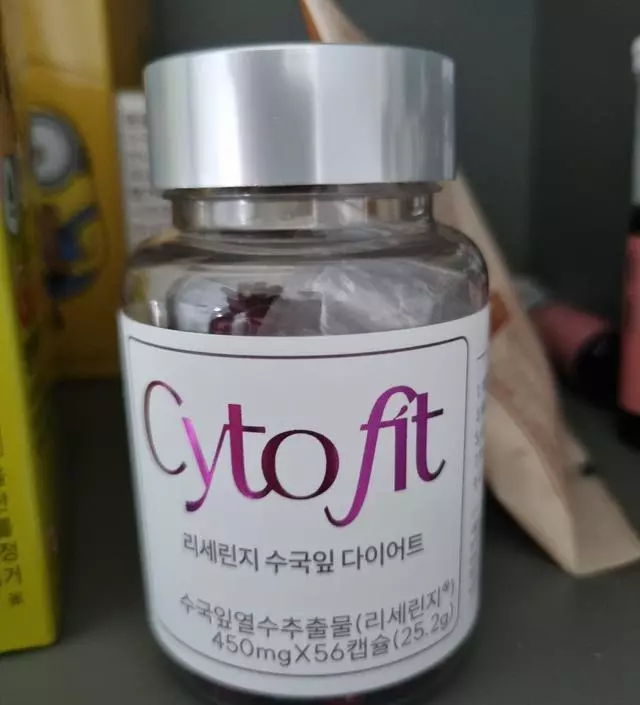 Cytofit
리세린지 수국잎 다이어트
수국잎열수추출물(리세린지®)
450mgX56캡슐(25.2g)